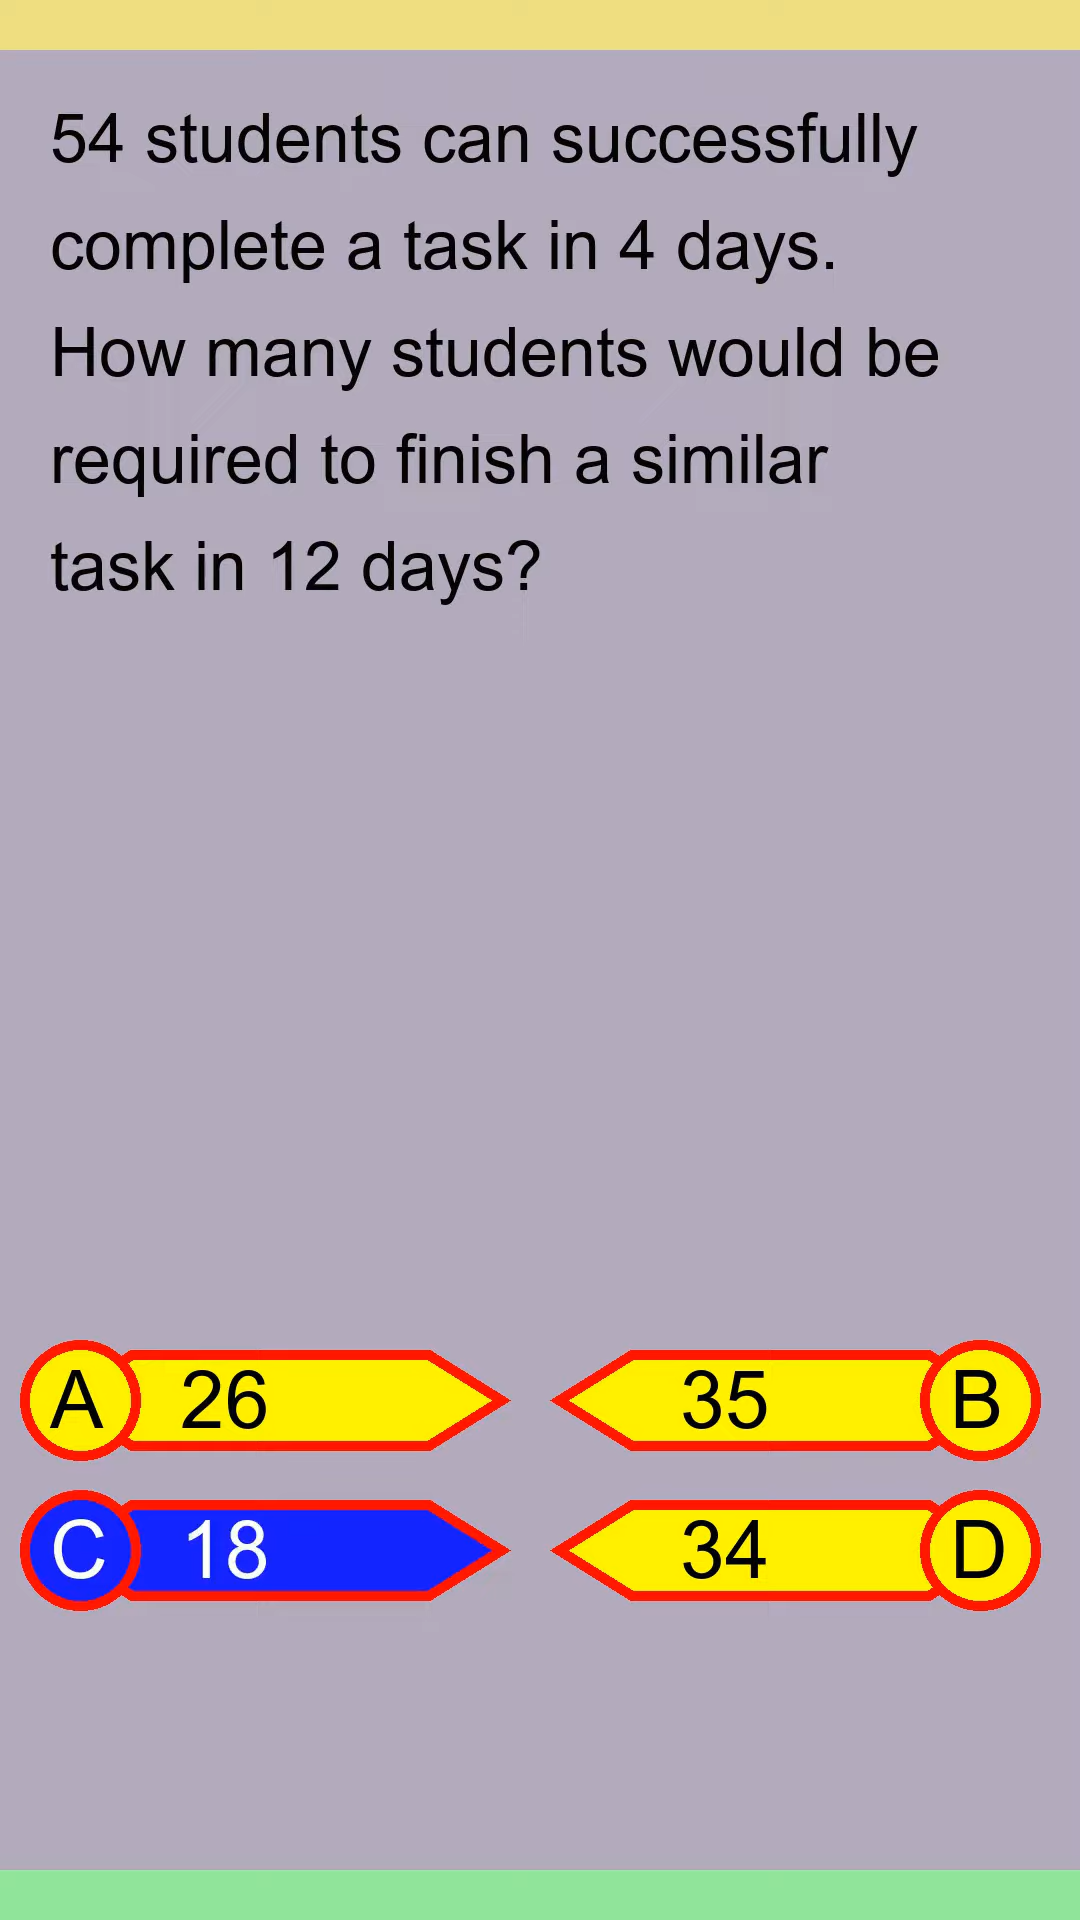 54 students can successfully
complete a task in 4 days.
How many students would be
required to finish a similar
task in 12 days?
A 26
35 B
C 18
34 D